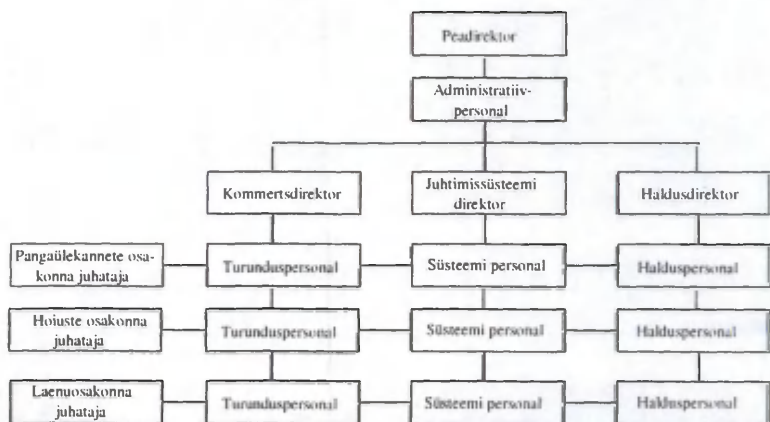 Peadirektor
Administratiiv-
personal
Kommertsdirektor
Juhtimissüsteemi
direktor
Haldusdirektor
Pangaülekannete osa-
konna juhataja
Turunduspersonal
Süsteemi personal
Halduspersonal
Hoiuste osakonna
juhataja
Turunduspersonal
Süsteemi personal
Halduspersonal
Laenuosakonna
juhataja
Turunduspersonal
Süsteemi personal
Halduspersonal